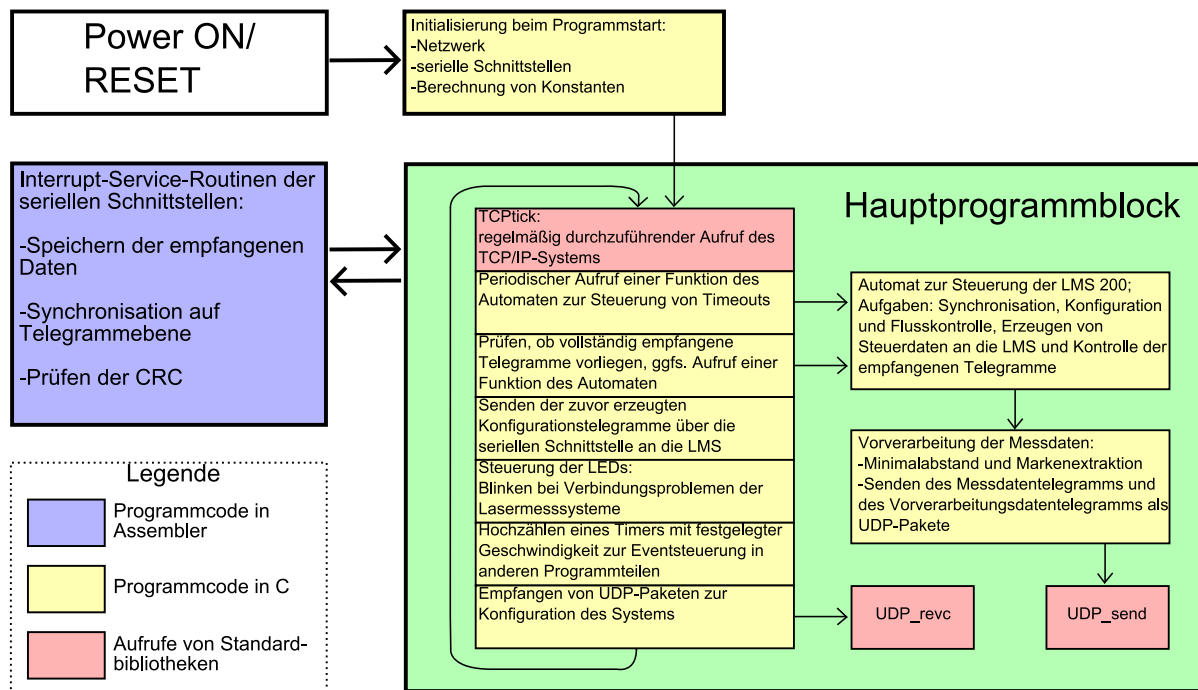 Power ON/
RESET
Initialisierung beim Programmstart:
-Netzwerk
-serielle Schnittstellen
-Berechnung von Konstanten
Interrupt-Service-Routinen der
seriellen Schnittstellen:
-Speichern der empfangenen
Daten
-Synchronisation auf
Telegrammebene
-Prüfen der CRC
Hauptprogrammblock
TCPtick:
regelmäßig durchzuführender Aufruf des
TCP/IP-Systems
Periodischer Aufruf einer Funktion des
Automaten zur Steuerung von Timeouts
Prüfen, ob vollständig empfangene
Telegramme vorliegen, ggfs. Aufruf einer
Funktion des Automaten
Senden der zuvor erzeugten
Konfigurationstelegramme über die
seriellen Schnittstelle an die LMS
Steuerung der LEDs:
Blinken bei Verbindungsproblemen der
Lasermesssysteme
Hochzählen eines Timers mit festgelegter
Geschwindigkeit zur Eventsteuerung in
anderen Programmteilen
Empfangen von UDP-Paketen zur
Konfiguration des Systems
Automat zur Steuerung der LMS 200;
Aufgaben: Synchronisation, Konfiguration
und Flusskontrolle, Erzeugen von
Steuerdaten an die LMS und Kontrolle der
empfangenen Telegramme
Vorverarbeitung der Messdaten:
-Minimalabstand und Markenextraktion
-Senden des Messdatentelegramms und
des Vorverarbeitungsdatentelegramms als
UDP-Pakete
UDP_revc
UDP_send
Legende
Programmcode in
Assembler
Programmcode in C
Aufrufe von Standard-
bibliotheken